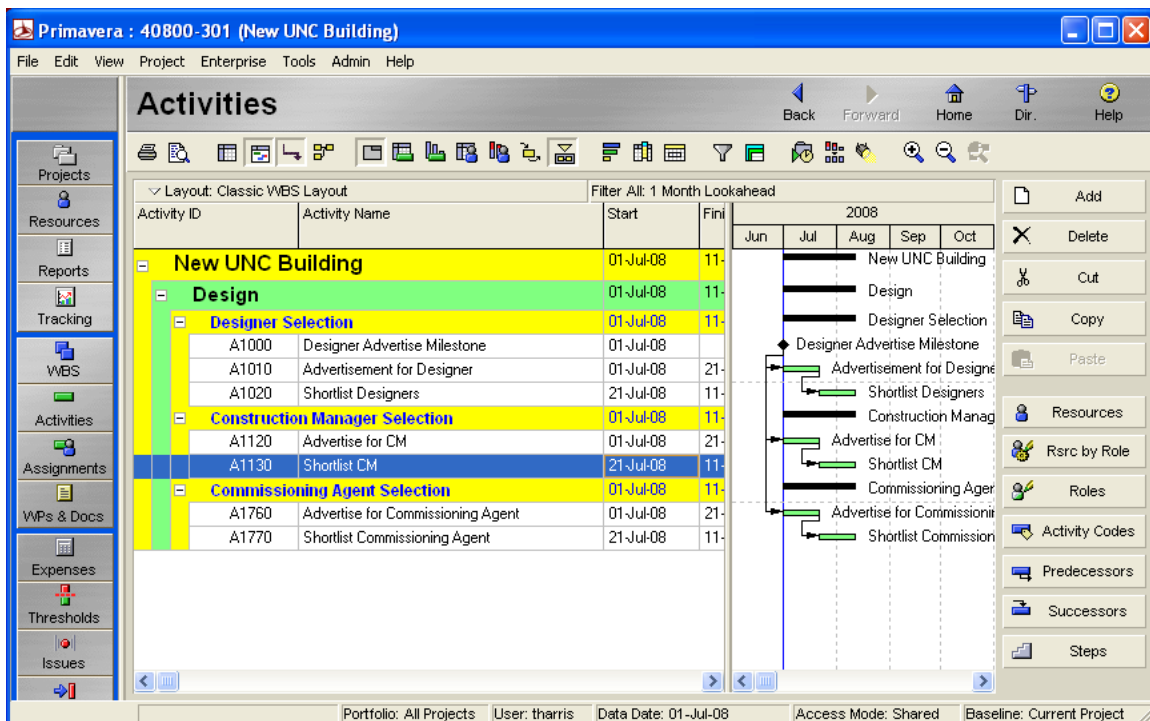 Primavera : 40800-301 (New UNC Building)
File Edit View Project Enterprise Tools Admin Help
Activities
Back Forward Home Dir. Help
Projects
Resources
Reports
Tracking
WBS
Activities
Assignments
WPs & Docs
Expenses
Thresholds
Issues
Layout: Classic WBS Layout Filter All: 1 Month Lookahead
Activity ID Activity Name Start Fini 2008
Jun Jul Aug Sep Oct
New UNC Building 01-Jul-08 11- New UNC Building
Design 01-Jul-08 11- Design
Designer Selection 01-Jul-08 11- Designer Selection
A1000 Designer Advertise Milestone 01-Jul-08 Designer Advertise Milestone
A1010 Advertisement for Designer 01-Jul-08 21- Advertisement for Designe
A1020 Shortlist Designers 21-Jul-08 11- Shortlist Designers
Construction Manager Selection 01-Jul-08 11- Construction Manag
A1120 Advertise for CM 01-Jul-08 21- Advertise for CM
A1130 Shortlist CM 21-Jul-08 11- Shortlist CM
Commissioning Agent Selection 01-Jul-08 11- Commissioning Ager
A1760 Advertise for Commissioning Agent 01-Jul-08 21- Advertise for Commissionin
A1770 Shortlist Commissioning Agent 21-Jul-08 11- Shortlist Commission
Add
Delete
Cut
Copy
Paste
Resources
Rsrc by Role
Roles
Activity Codes
Predecessors
Successors
Steps
Portfolio: All Projects User: tharris Data Date: 01-Jul-08 Access Mode: Shared Baseline: Current Project